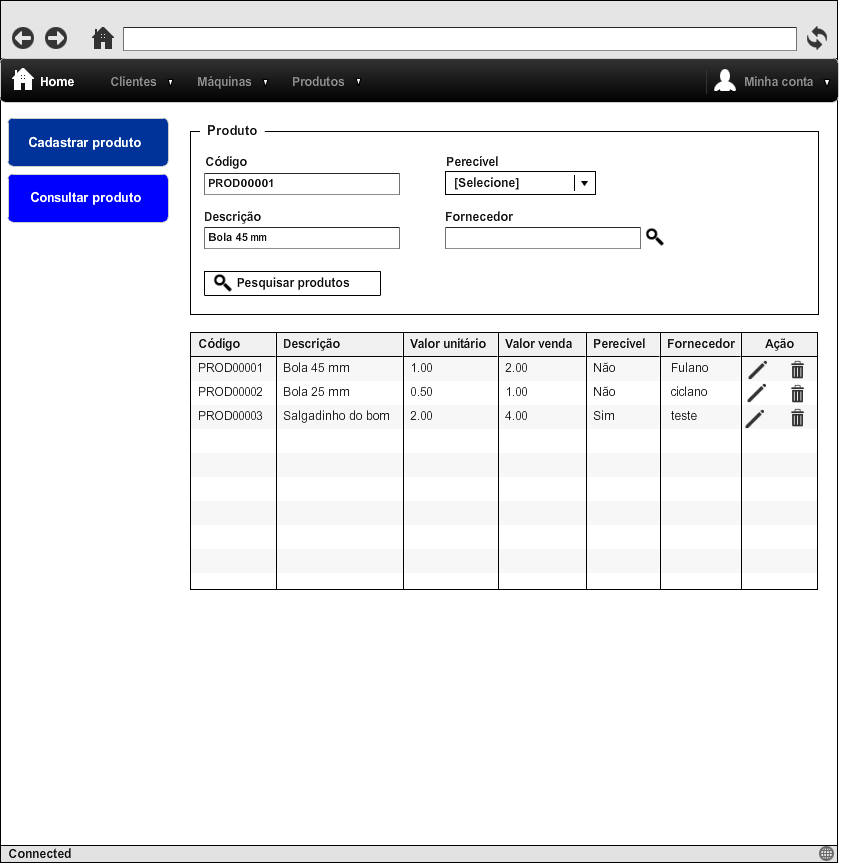 Home Clientes Máquinas Produtos Minha conta
Cadastrar produto
Consultar produto
Produto
Código Perecivel
PROD00001 [Selecione]
Descrição Fornecedor
Bola 45 mm
Pesquisar produtos
Código Descrição Valor unitário Valor venda Perecivel Fornecedor Ação
PROD00001 Bola 45 mm 1.00 2.00 Não Fulano
PROD00002 Bola 25 mm 0.50 1.00 Não ciclano
PROD00003 Salgadinho do bom 2.00 4.00 Sim teste
Connected